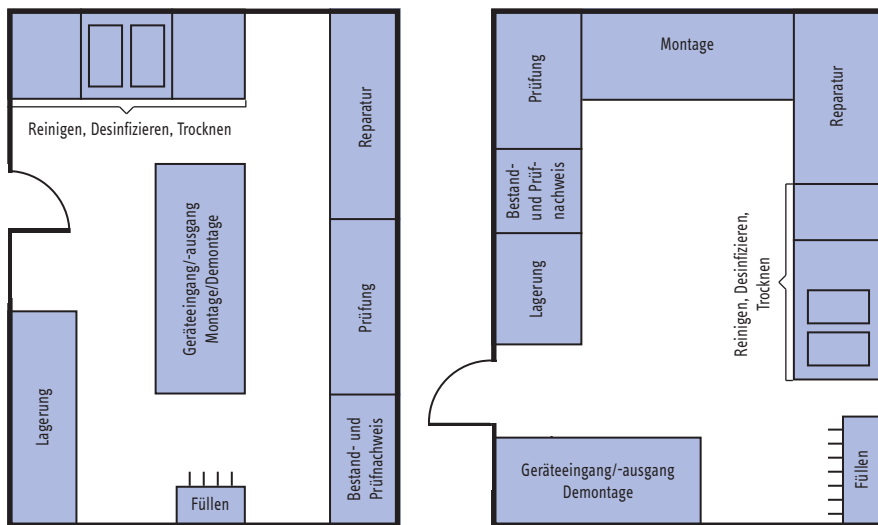 Reinigen, Desinfizieren, Trocknen
Reparatur
Geräteeingang/-ausgang
Montage/Demontage
Prüfung
Lagerung
Bestand- und
Prüfnachweis
Füllen
Montage
Prüfung
Reparatur
Bestand-
und Prüf-
nachweis
Lagerung
Reinigen, Desinfizieren,
Trocknen
Geräteeingang/-ausgang
Demontage
Füllen